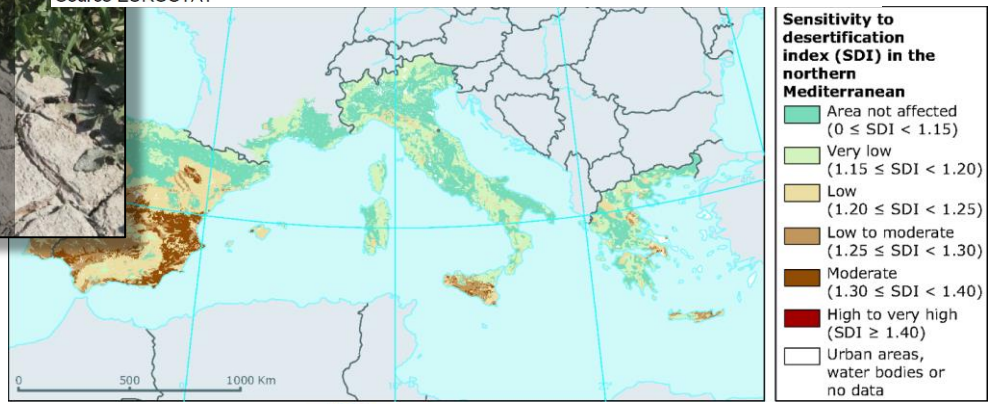 Source EUROSTAT
Sensitivity to
desertification
index (SDI) in the
northern
Mediterranean
Area not affected
(0 ≤ SDI < 1.15)
Very low
(1.15 ≤ SDI < 1.20)
Low
(1.20 ≤ SDI < 1.25)
Low to moderate
(1.25 ≤ SDI < 1.30)
Moderate
(1.30 ≤ SDI < 1.40)
High to very high
(SDI ≥ 1.40)
Urban areas,
water bodies or
no data
0 500 1000 Km